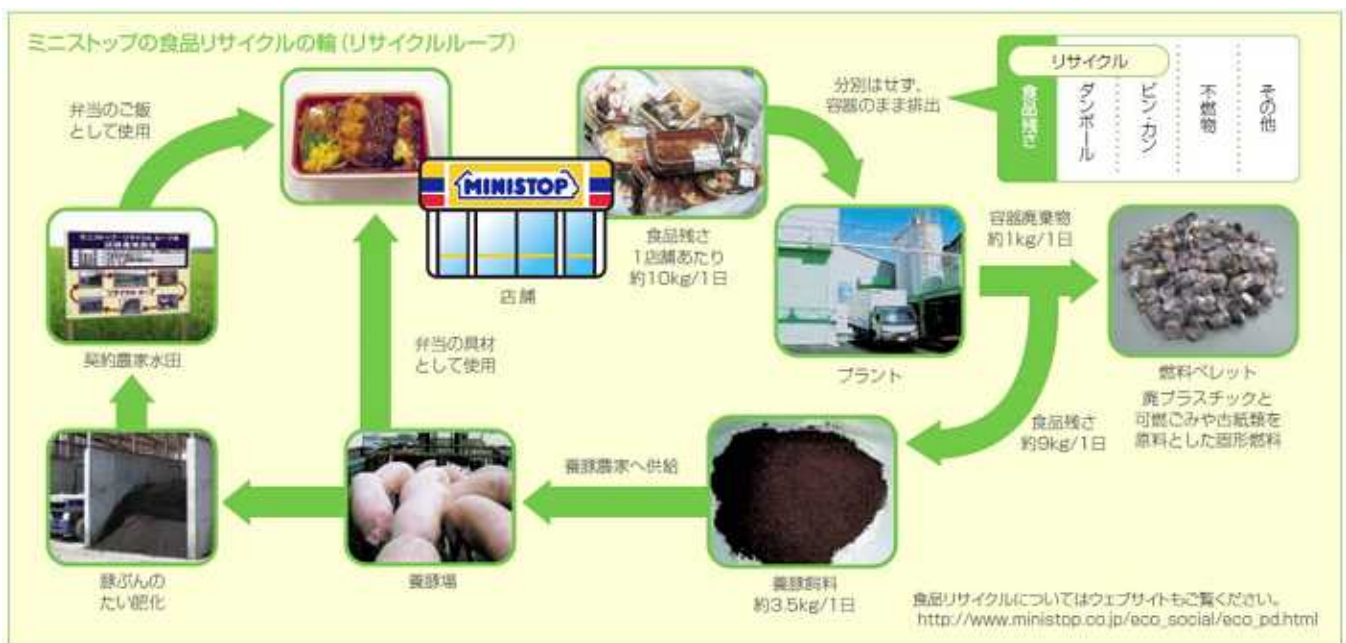 ミニストップの食品リサイクルの輪（リサイクルループ）
弁当のご飯
として使用
MINISTOP
店舗
食品残さ
1店舗あたり
約10kg/1日
分別はせず、
容器のまま排出
リサイクル
食品残さ
ダンボール
ビン・カン
不燃物
その他
契約農家水田
弁当の具材
として使用
プラント
容器廃棄物
約1kg/1日
燃料ペレット
廃プラスチックと
可燃ごみや古紙類を
原料とした固形燃料
食品残さ
約9kg/1日
養豚農家へ供給
豚ぷんの
たい肥化
養豚場
養豚飼料
約3.5kg/1日
食品リサイクルについてはウェブサイトもご覧ください。
http://www.ministop.co.jp/eco_social/eco_pd.html